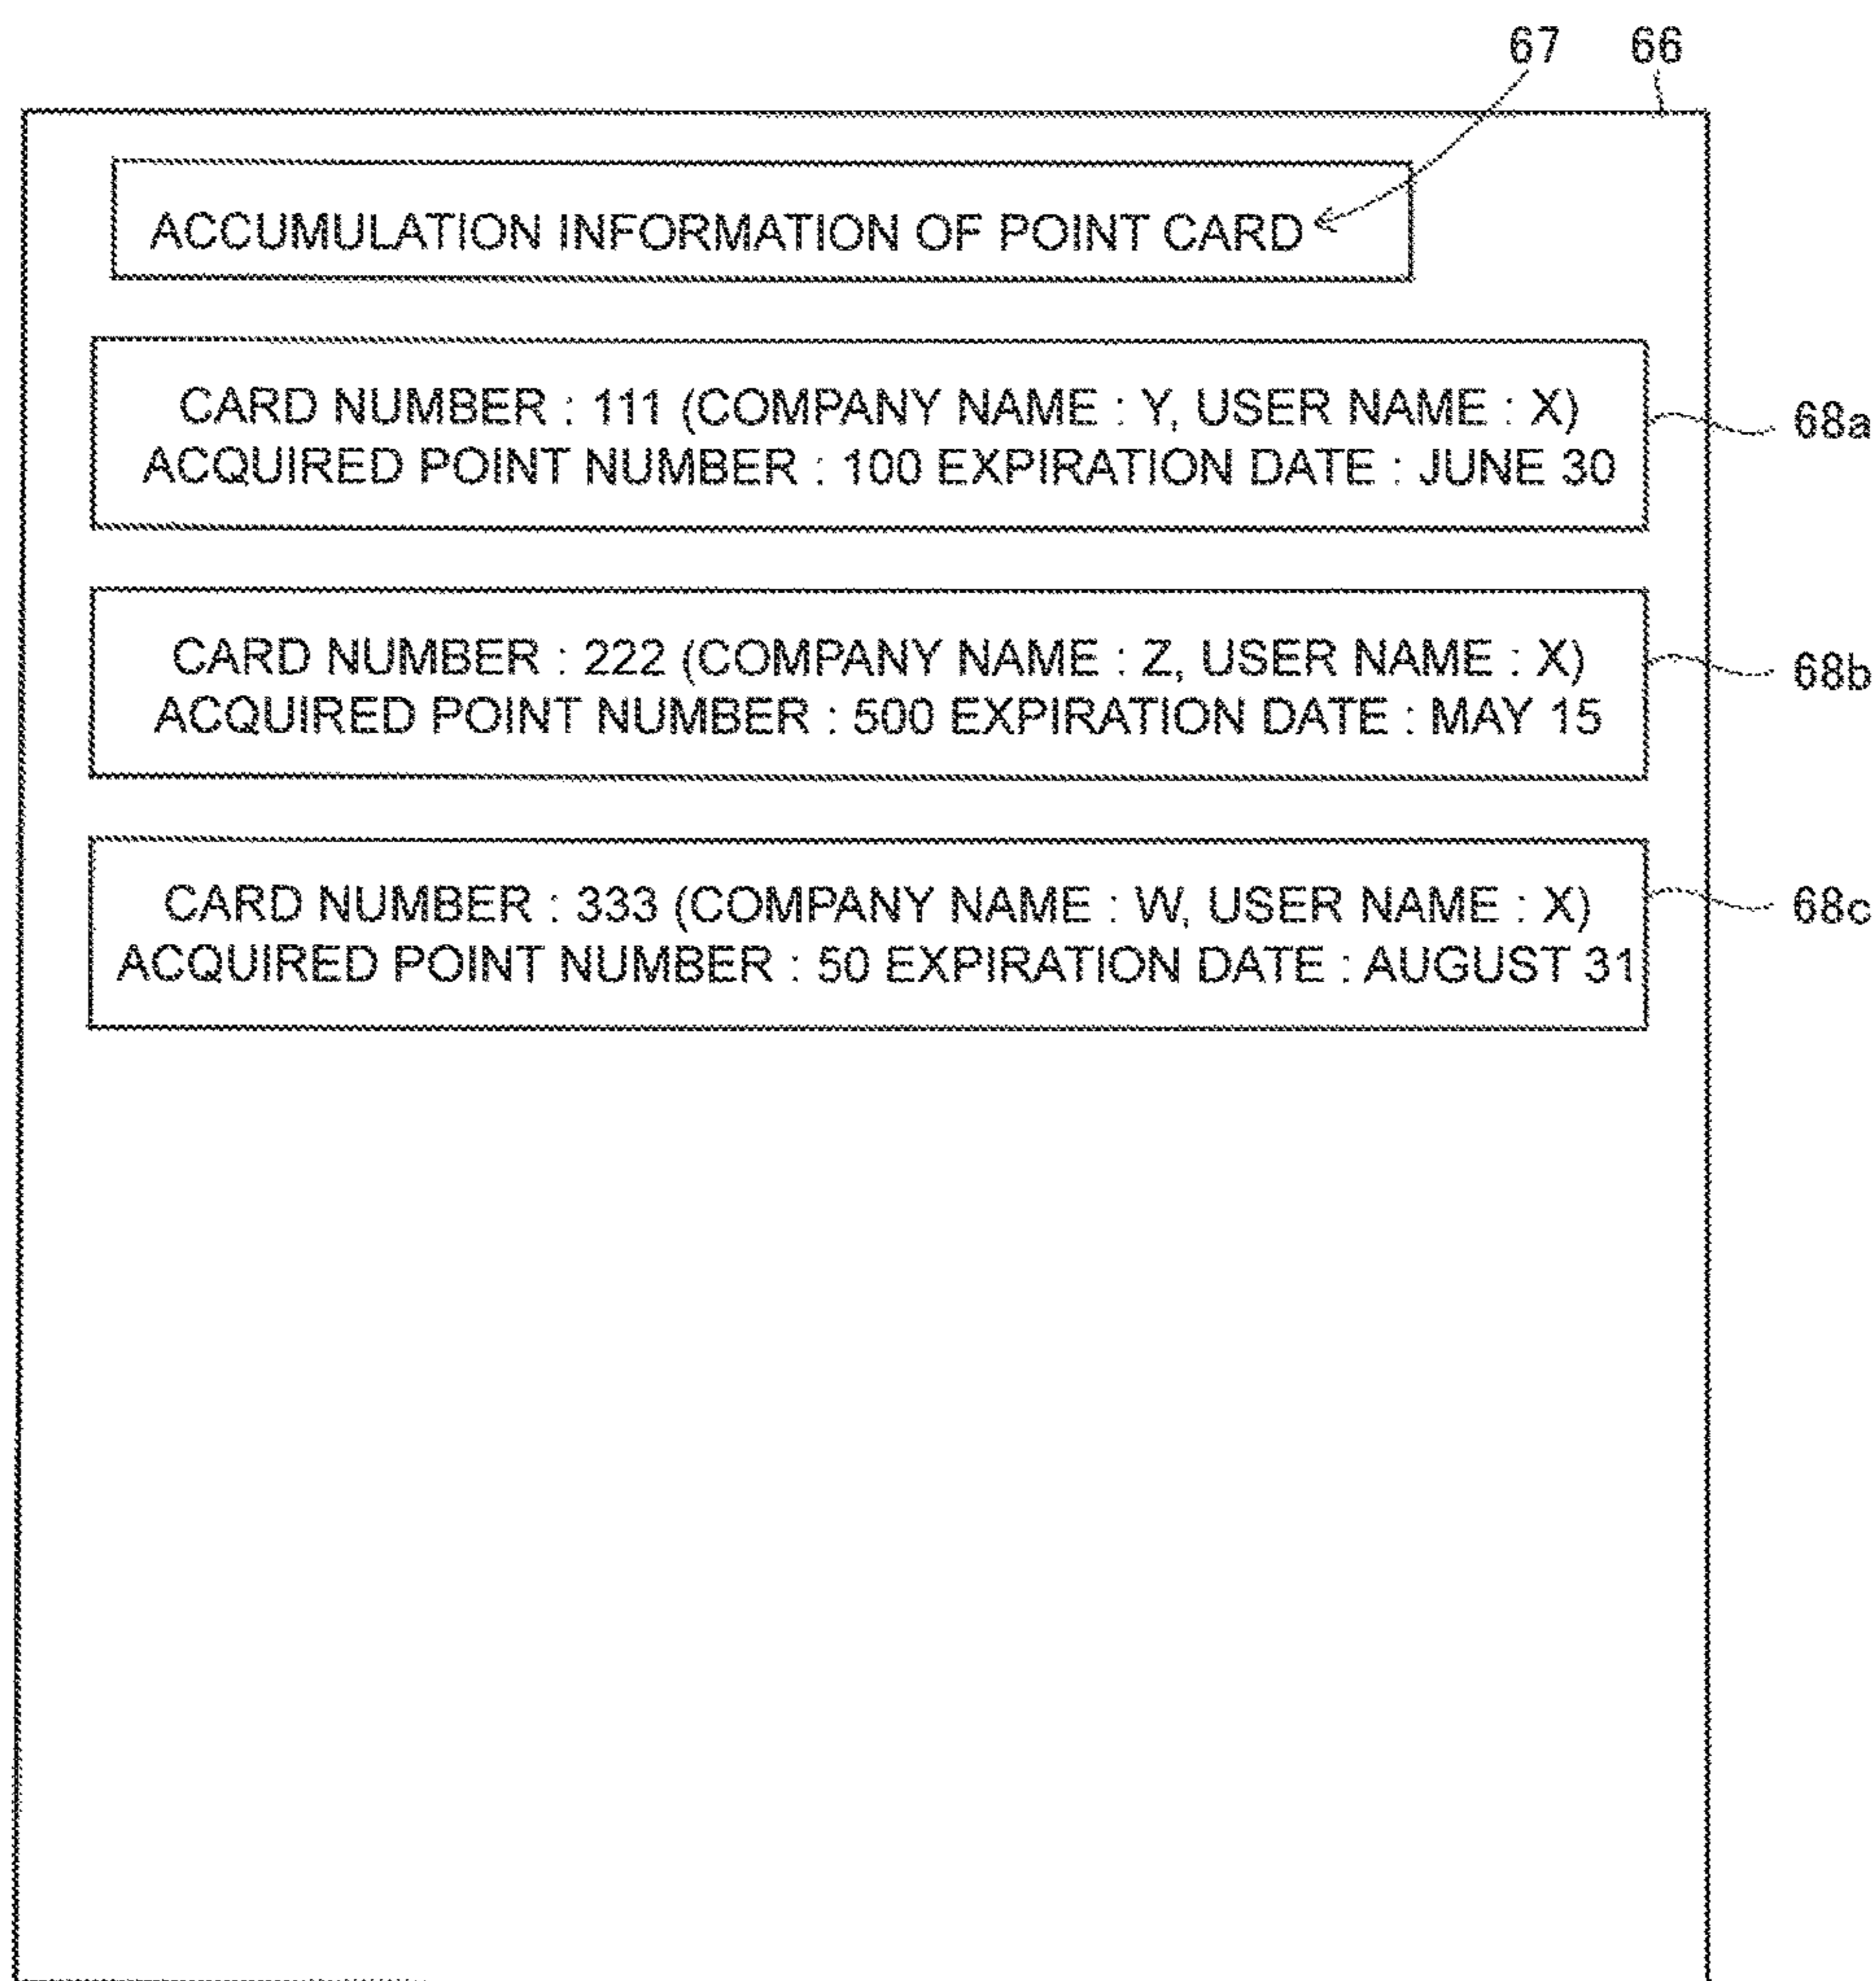 67 66
ACCUMULATION INFORMATION OF POINT CARD
CARD NUMBER : 111 (COMPANY NAME : Y, USER NAME : X)
ACQUIRED POINT NUMBER : 100 EXPIRATION DATE : JUNE 30
68a
CARD NUMBER : 222 (COMPANY NAME : Z, USER NAME : X)
ACQUIRED POINT NUMBER : 500 EXPIRATION DATE : MAY 15
68b
CARD NUMBER : 333 (COMPANY NAME : W, USER NAME : X)
ACQUIRED POINT NUMBER : 50 EXPIRATION DATE : AUGUST 31
68c